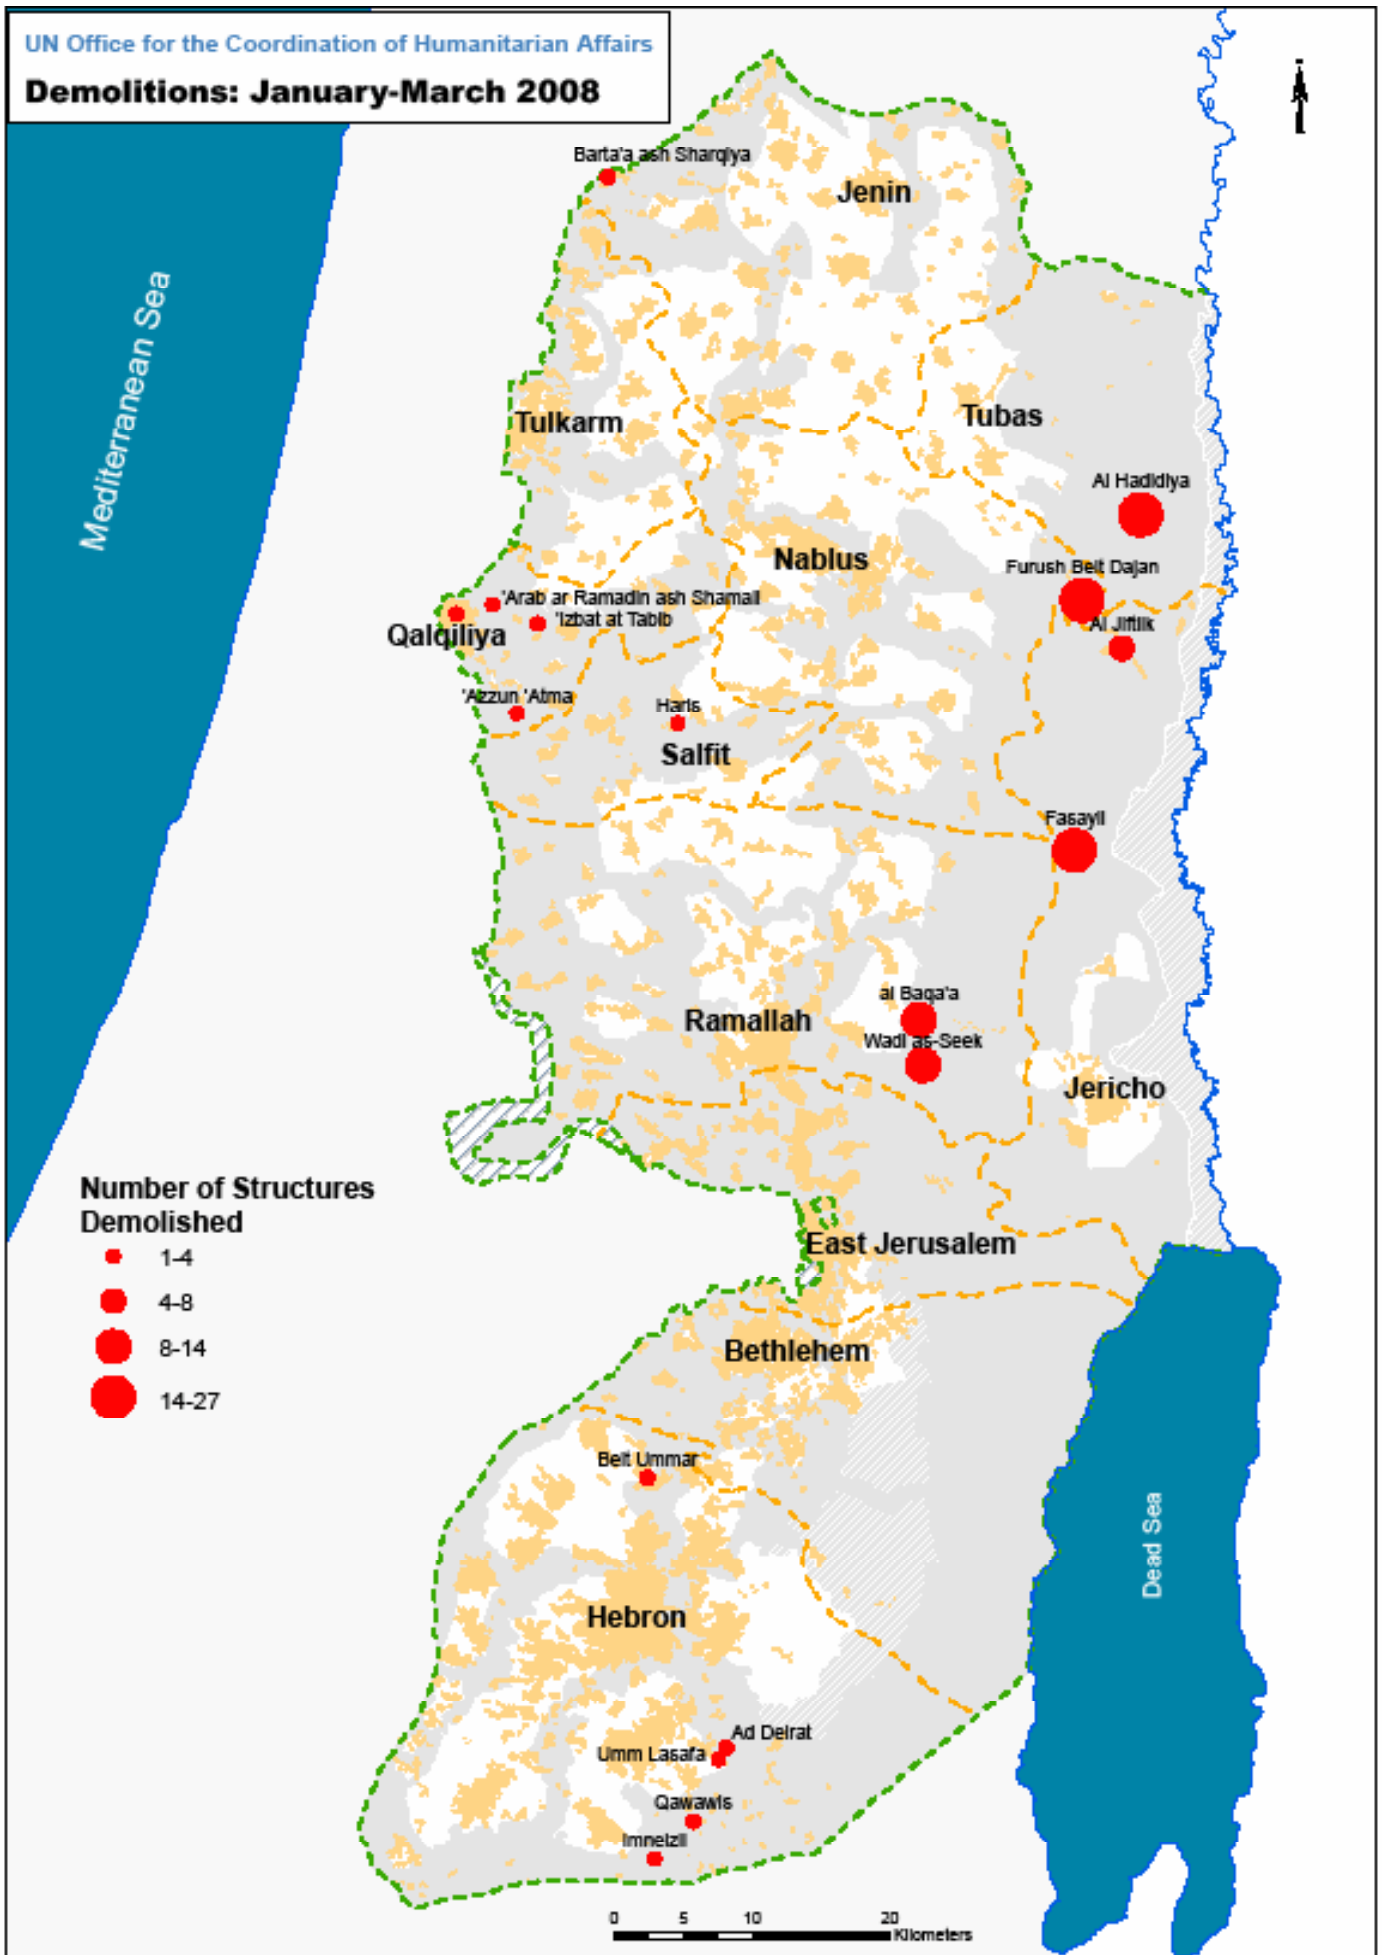 UN Office for the Coordination of Humanitarian Affairs
Demolitions: January-March 2008
Mediterranean Sea
Barta'a ash Sharqiya
Jenin
Tulkarm
Tubas
Al Hadidiya
Nablus
Furush Beit Dajan
'Arab ar Ramadin ash Shamali
'Izbat at Tabib
Al Jiftlik
Qalqiliya
'Azzun 'Atma
Haris
Salfit
Fasayil
al Baqa'a
Ramallah
Wadi as-Seek
Jericho
Number of Structures
Demolished
1-4
4-8
8-14
14-27
East Jerusalem
Bethlehem
Beit Ummar
Dead Sea
Hebron
Ad Deirat
Umm Lasafa
Qawawis
Imneizil
0 5 10 20
Kilometers